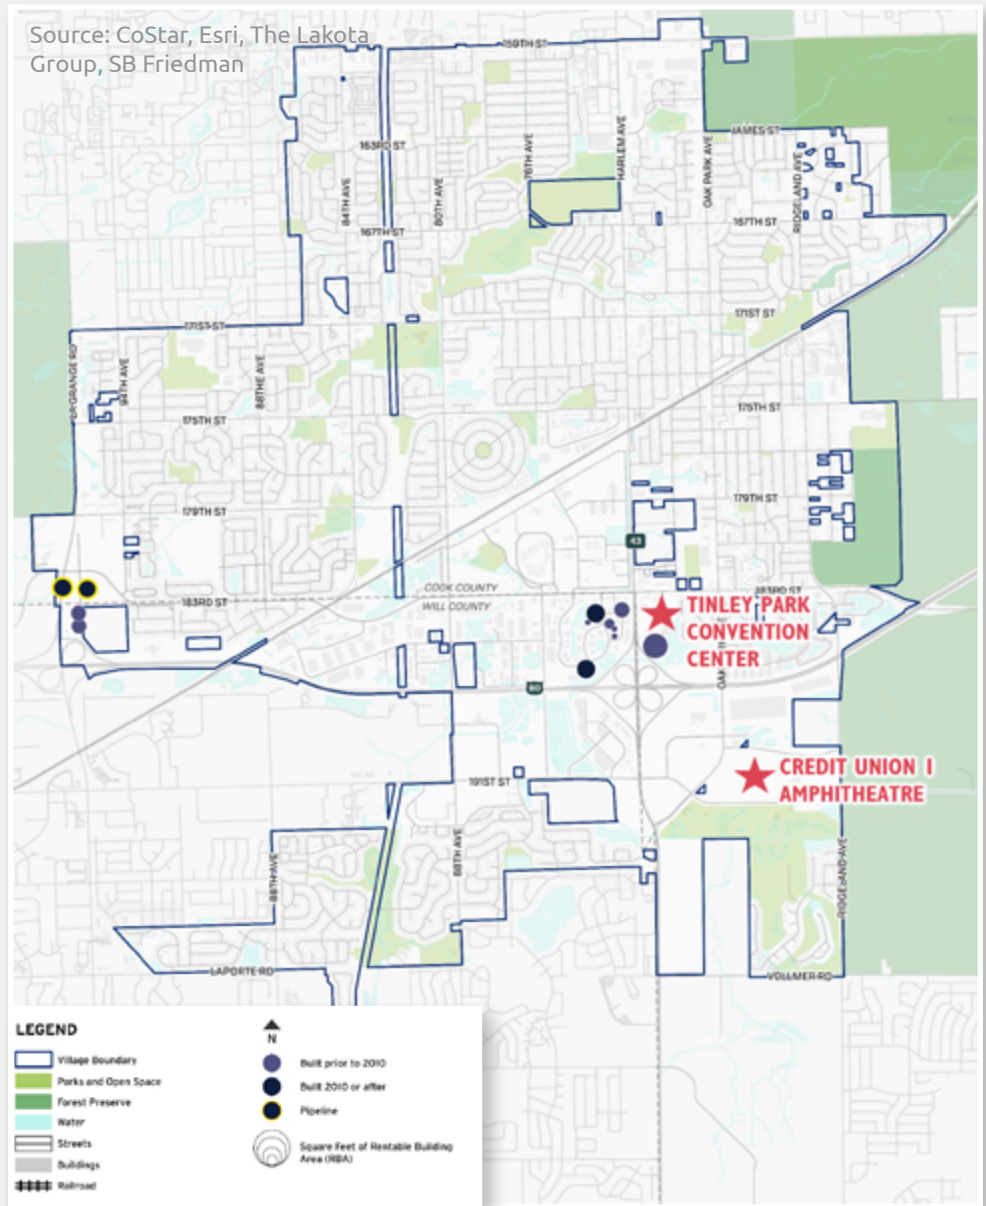 Source: CoStar, Esri, The Lakota
Group, SB Friedman
159TH ST
JAMES ST
163RD ST
76TH AVE
HARLEM AVE
OAK PARK AVE
RIDGELAND AVE
84TH AVE
80TH AVE
167TH ST
167TH ST
171ST ST
171ST ST
LA GRANGE RD
94TH AVE
88THE AVE
175TH ST
175TH ST
179TH ST
179TH ST
43
COOK COUNTY
183RD ST
183RD ST
WILL COUNTY
TINLEY PARK
CONVENTION
CENTER
80
CREDIT UNION 1
AMPHITHEATRE
191ST ST
88TH AVE
88TH AVE
RIDGELAND AVE
LAPORTE RD
VOLLMER RD
LEGEND
Village Boundary
Parks and Open Space
Forest Preserve
Water
Streets
Buildings
Railroad
N
Built prior to 2010
Built 2010 or after
Pipeline
Square Feet of Rentable Building
Area (RBA)